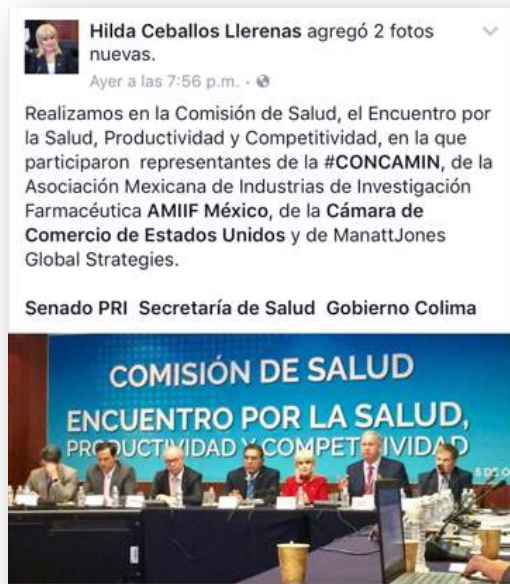 Hilda Ceballos Llerenas agregó 2 fotos
nuevas.
Ayer a las 7:56 p.m. ·
Realizamos en la Comisión de Salud, el Encuentro por
la Salud, Productividad y Competitividad, en la que
participaron representantes de la #CONCAMIN, de la
Asociación Mexicana de Industrias de Investigación
Farmacéutica AMIIF México, de la Cámara de
Comercio de Estados Unidos y de ManattJones
Global Strategies.
Senado PRI Secretaría de Salud Gobierno Colima
COMISIÓN DE SALUD
ENCUENTRO POR LA SALUD,
PRODUCTIVIDAD Y COMPETITIVIDAD